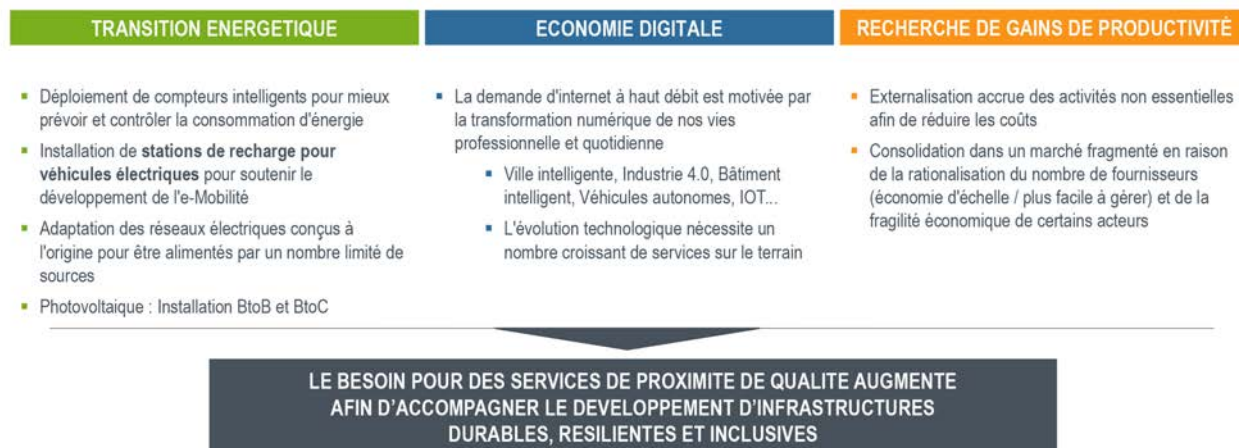 TRANSITION ENERGETIQUE
Déploiement de compteurs intelligents pour mieux
prévoir et contrôler la consommation d'énergie
Installation de stations de recharge pour
véhicules électriques pour soutenir le
développement de l'e-Mobilité
Adaptation des réseaux électriques conçus à
l'origine pour être alimentés par un nombre limité de
sources
Photovoltaique : Installation BtoB et BtoC
ECONOMIE DIGITALE
La demande d'internet à haut débit est motivée par
la transformation numérique de nos vies
professionnelle et quotidienne
Ville intelligente, Industrie 4.0, Bâtiment
intelligent, Véhicules autonomes, IOT...
L'évolution technologique nécessite un
nombre croissant de services sur le terrain
RECHERCHE DE GAINS DE PRODUCTIVITÉ
Externalisation accrue des activités non essentielles
afin de réduire les coûts
Consolidation dans un marché fragmenté en raison
de la rationalisation du nombre de fournisseurs
(économie d'échelle / plus facile à gérer) et de la
fragilité économique de certains acteurs
LE BESOIN POUR DES SERVICES DE PROXIMITE DE QUALITE AUGMENTE
AFIN D'ACCOMPAGNER LE DEVELOPPEMENT D'INFRASTRUCTURES
DURABLES, RESILIENTES ET INCLUSIVES